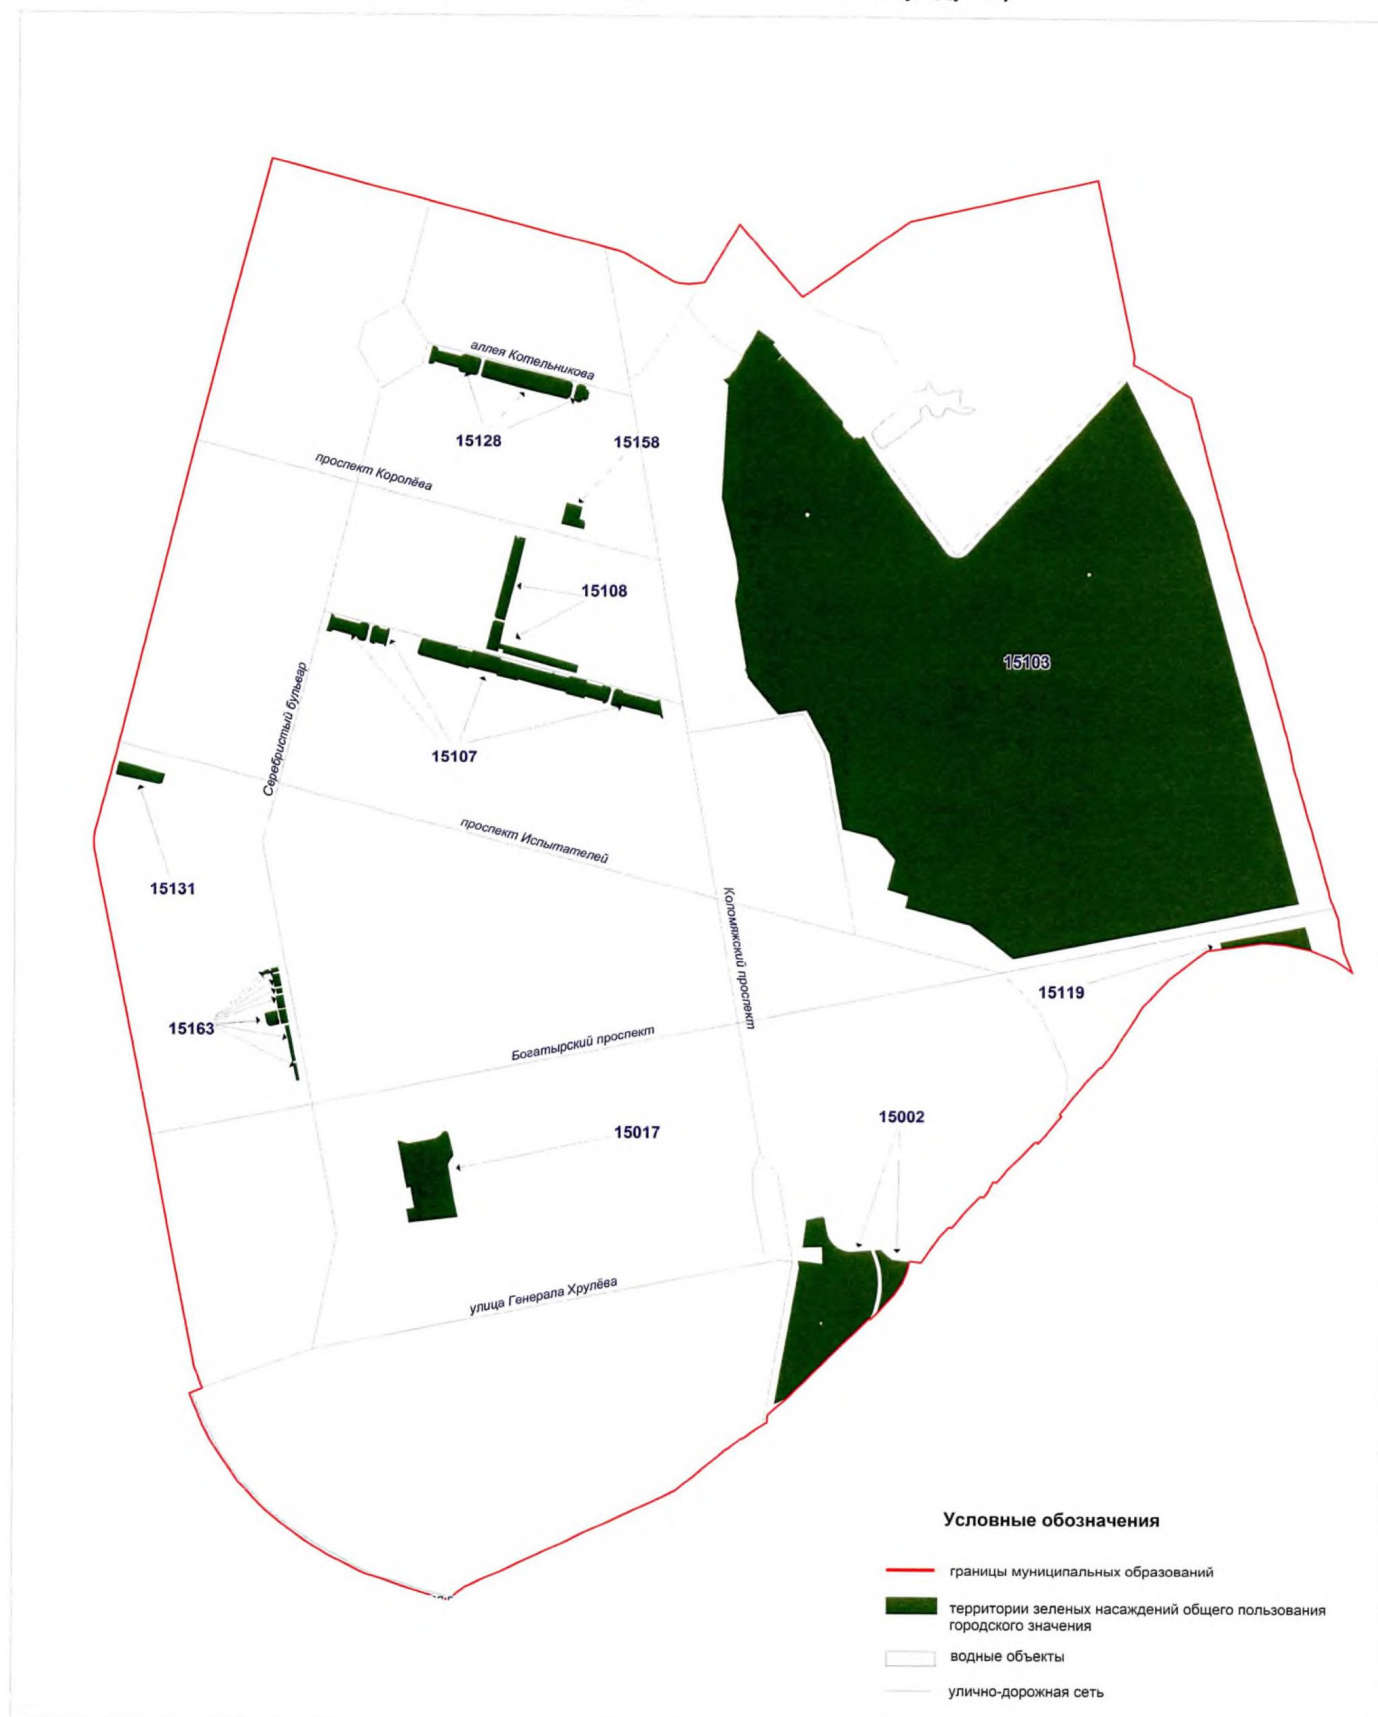 аллея Котельникова
15128
15158
проспект Королёва
15108
15103
Серебристый бульвар
15107
проспект Испытателей
15131
Коломяжский проспект
15119
15163
Богатырский проспект
15017
15002
улица Генерала Хрулёва
Условные обозначения
границы муниципальных образований
территории зеленых насаждений общего пользования
городского значения
водные объекты
улично-дорожная сеть